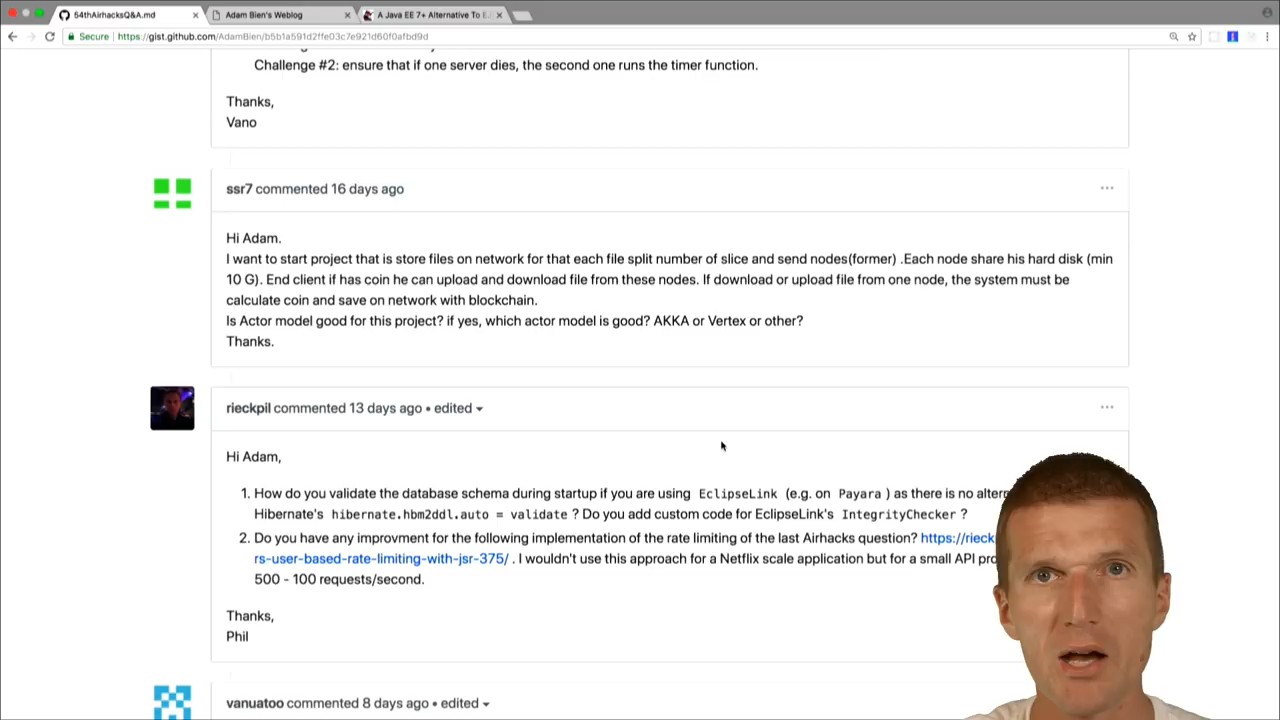 54thAirhacksQ&A.md
Adam Bien's Weblog
A Java EE 7+ Alternative To E
Secure
https://gist.github.com/AdamBien/b5b1a591d2ffe03c7e921d60f0afbd9d
Challenge #2: ensure that if one server dies, the second one runs the timer function.
Thanks,
Vano
ssr7 commented 16 days ago
Hi Adam.
I want to start project that is store files on network for that each file split number of slice and send nodes(former) .Each node share his hard disk (min
10 G). End client if has coin he can upload and download file from these nodes. If download or upload file from one node, the system must be
calculate coin and save on network with blockchain.
Is Actor model good for this project? if yes, which actor model is good? AKKA or Vertex or other?
Thanks.
rieckpil commented 13 days ago • edited
Hi Adam,
1. How do you validate the database schema during startup if you are using EclipseLink (e.g. on Payara ) as there is no altern
Hibernate's hibernate.hbm2ddl.auto = validate ? Do you add custom code for EclipseLink's IntegrityChecker ?
2. Do you have any improvment for the following implementation of the rate limiting of the last Airhacks question? https://rieck
rs-user-based-rate-limiting-with-jsr-375/ . I wouldn't use this approach for a Netflix scale application but for a small API pro
500 - 100 requests/second.
Thanks,
Phil
vanuatoo commented 8 days ago • edited